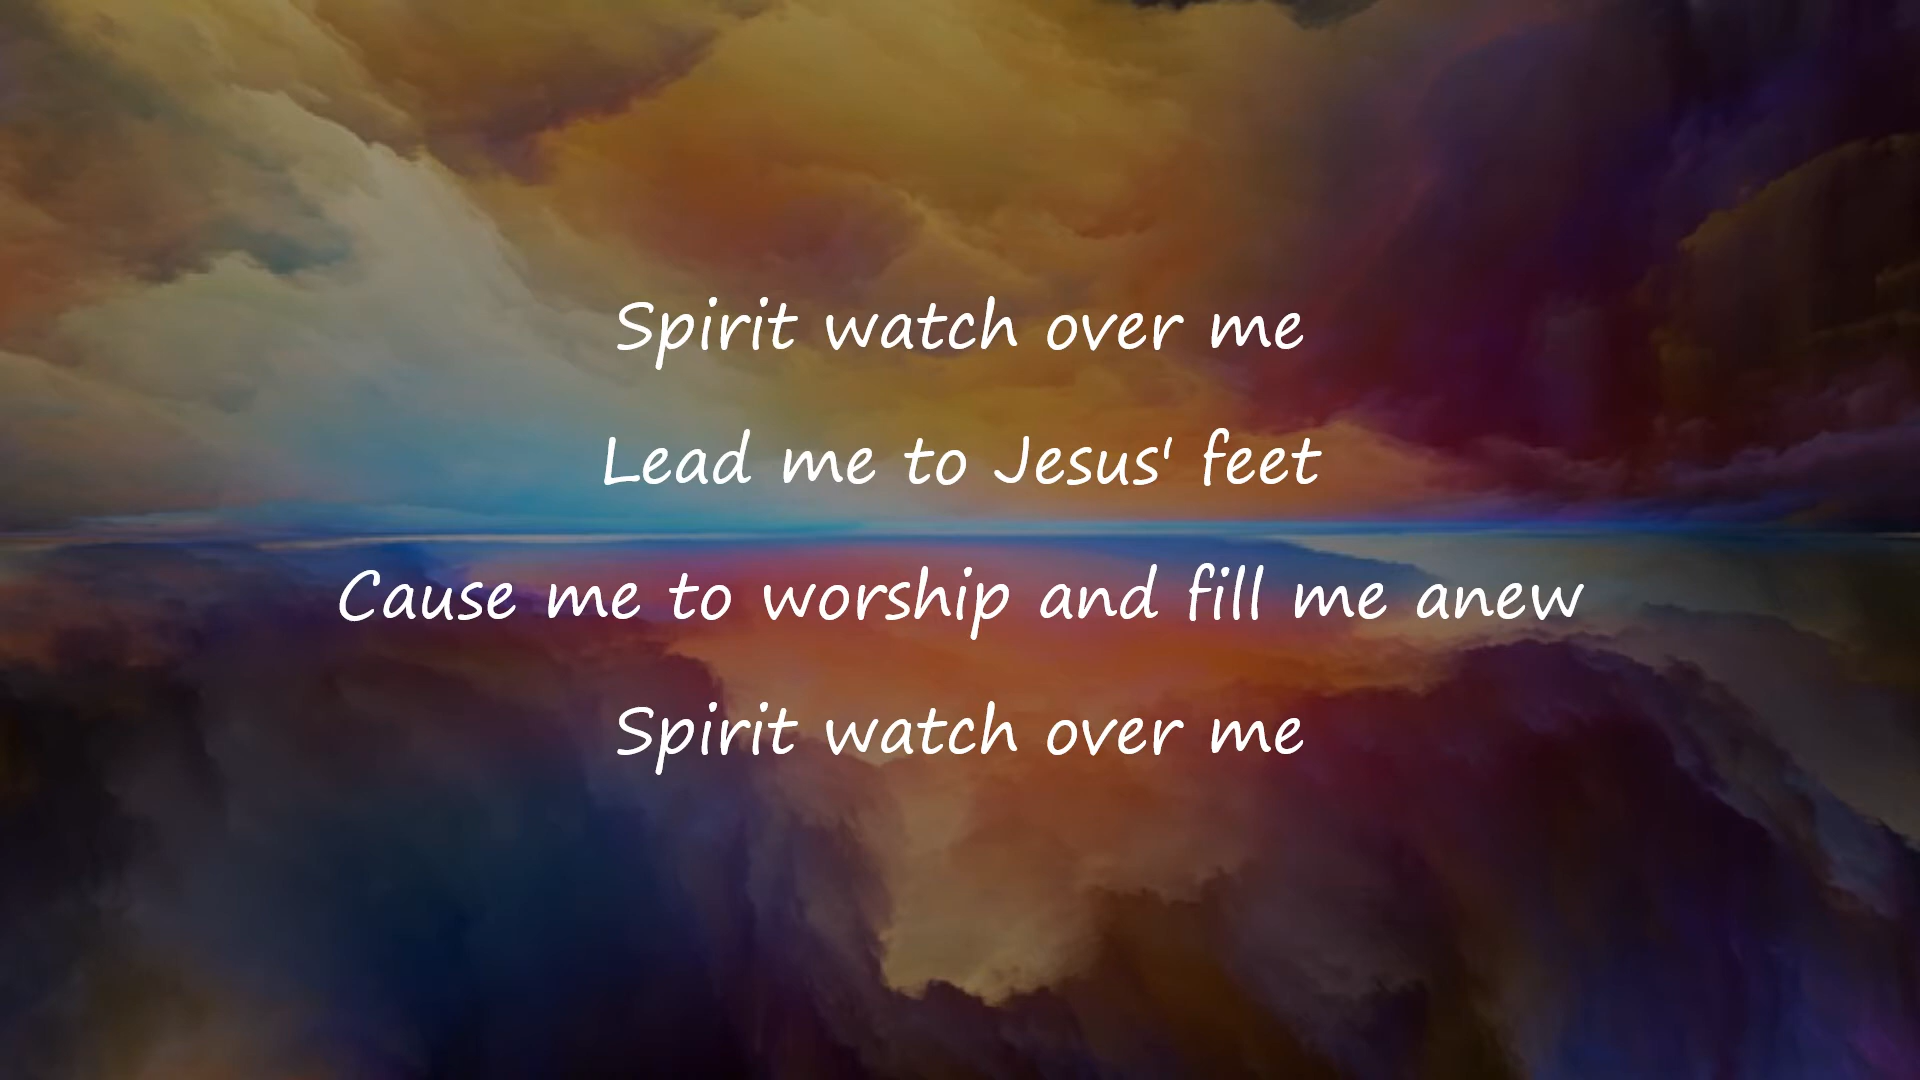 Spirit watch over me
Lead me to Jesus' feet
Cause me to worship and fill me anew
Spirit watch over me